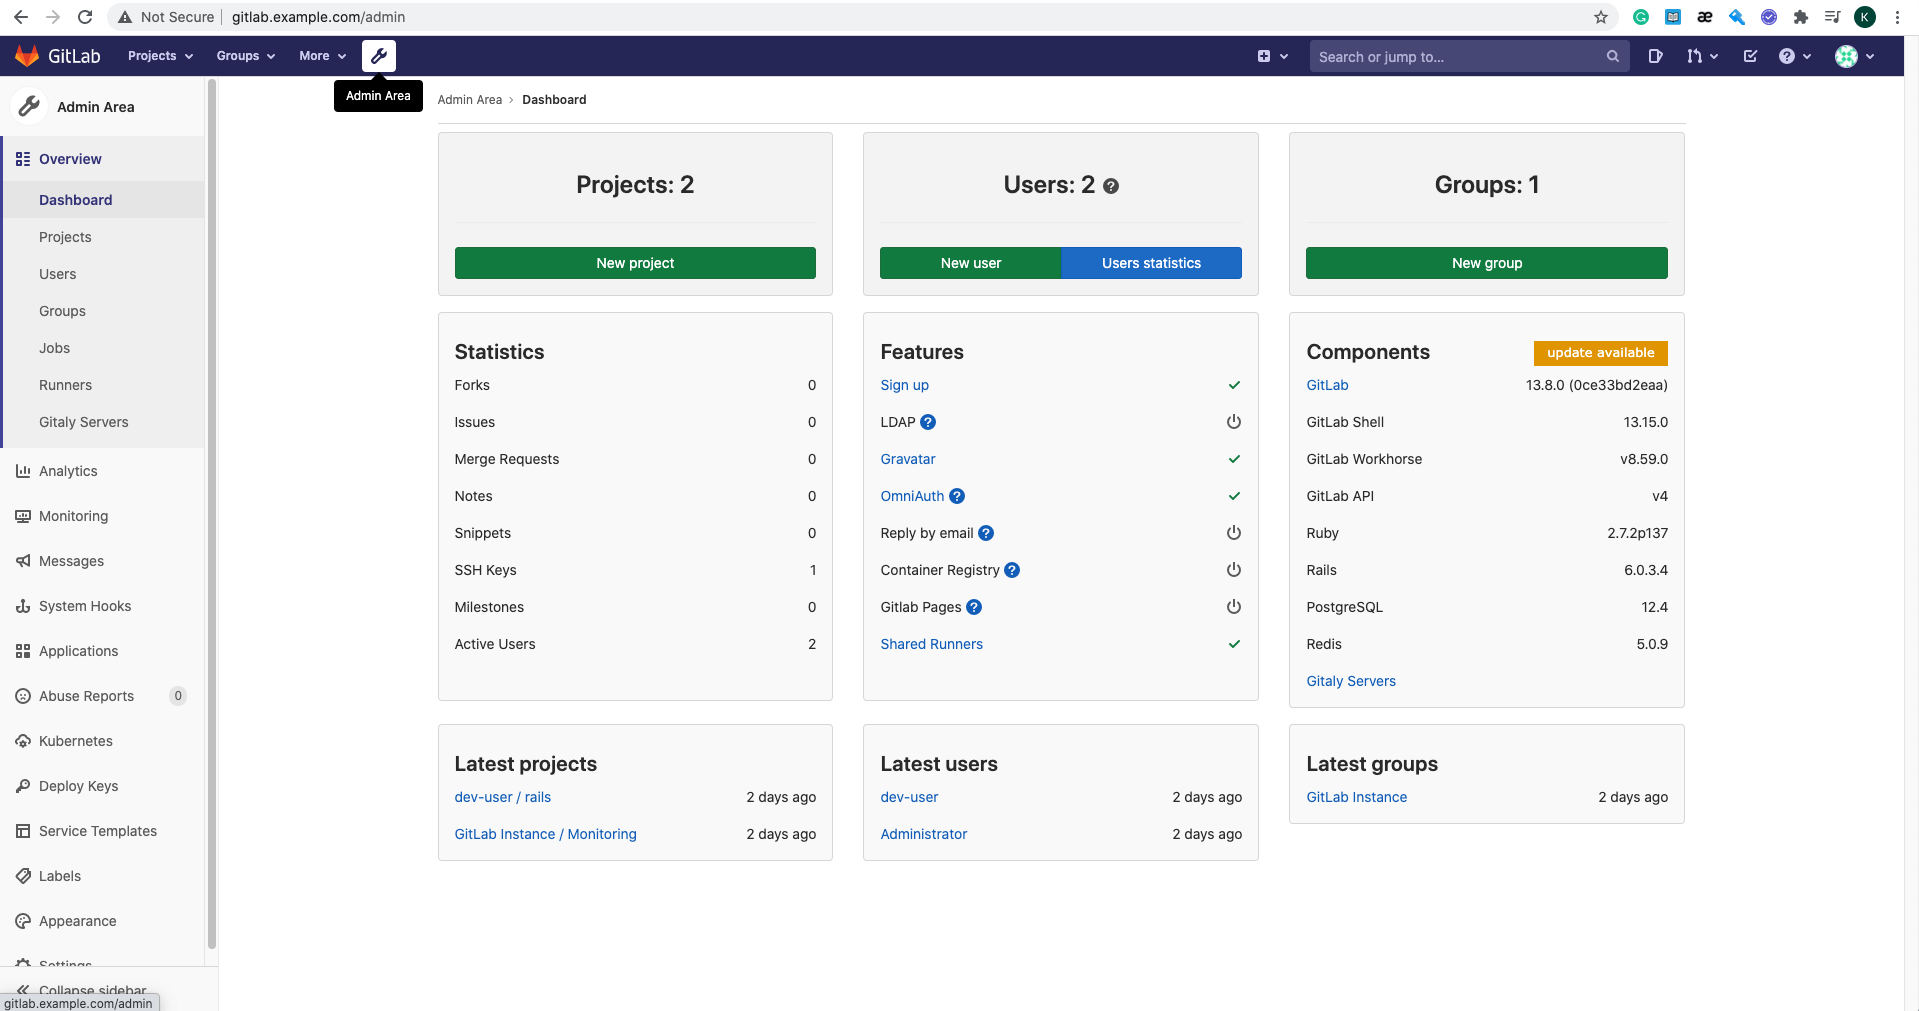 Not Secure | gitlab.example.com/admin
K
GitLab Projects Groups More Search or jump to...
Admin Area
Admin Area
Admin Area › Dashboard
Overview
Dashboard
Projects
Users
Groups
Jobs
Runners
Gitaly Servers
Analytics
Monitoring
Messages
System Hooks
Applications
Abuse Reports 0
Kubernetes
Deploy Keys
Service Templates
Labels
Appearance
Settings
Collapse sidebar
gitlab.example.com/admin
Projects: 2
New project
Users: 2
New user Users statistics
Groups: 1
New group
Statistics
Forks 0
Issues 0
Merge Requests 0
Notes 0
Snippets 0
SSH Keys 1
Milestones 0
Active Users 2
Features
Sign up
LDAP
Gravatar
OmniAuth
Reply by email
Container Registry
Gitlab Pages
Shared Runners
Components update available
GitLab 13.8.0 (0ce33bd2eaa)
GitLab Shell 13.15.0
GitLab Workhorse v8.59.0
GitLab API v4
Ruby 2.7.2p137
Rails 6.0.3.4
PostgreSQL 12.4
Redis 5.0.9
Gitaly Servers
Latest projects
dev-user / rails 2 days ago
GitLab Instance / Monitoring 2 days ago
Latest users
dev-user 2 days ago
Administrator 2 days ago
Latest groups
GitLab Instance 2 days ago